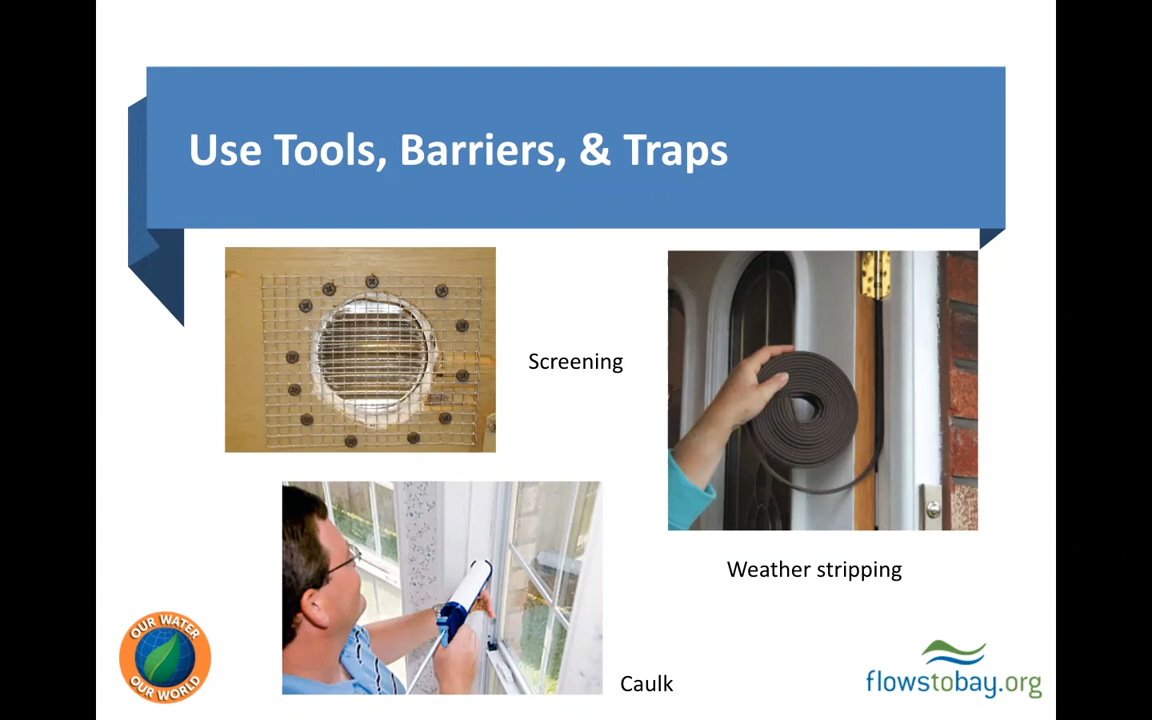 Use Tools, Barriers, & Traps
Screening
Weather stripping
Caulk
OUR WATER
OUR WORLD
flowstobay.org